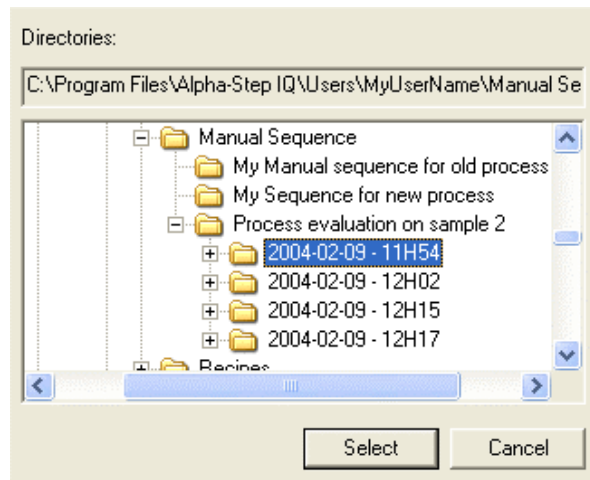 Directories:
C:\Program Files\Alpha-Step IQ\Users\MyUserName\Manual Se
Manual Sequence
My Manual sequence for old process
My Sequence for new process
Process evaluation on sample 2
2004-02-09 - 11H54
2004-02-09 - 12H02
2004-02-09 - 12H15
2004-02-09 - 12H17
Recipes
Select Cancel